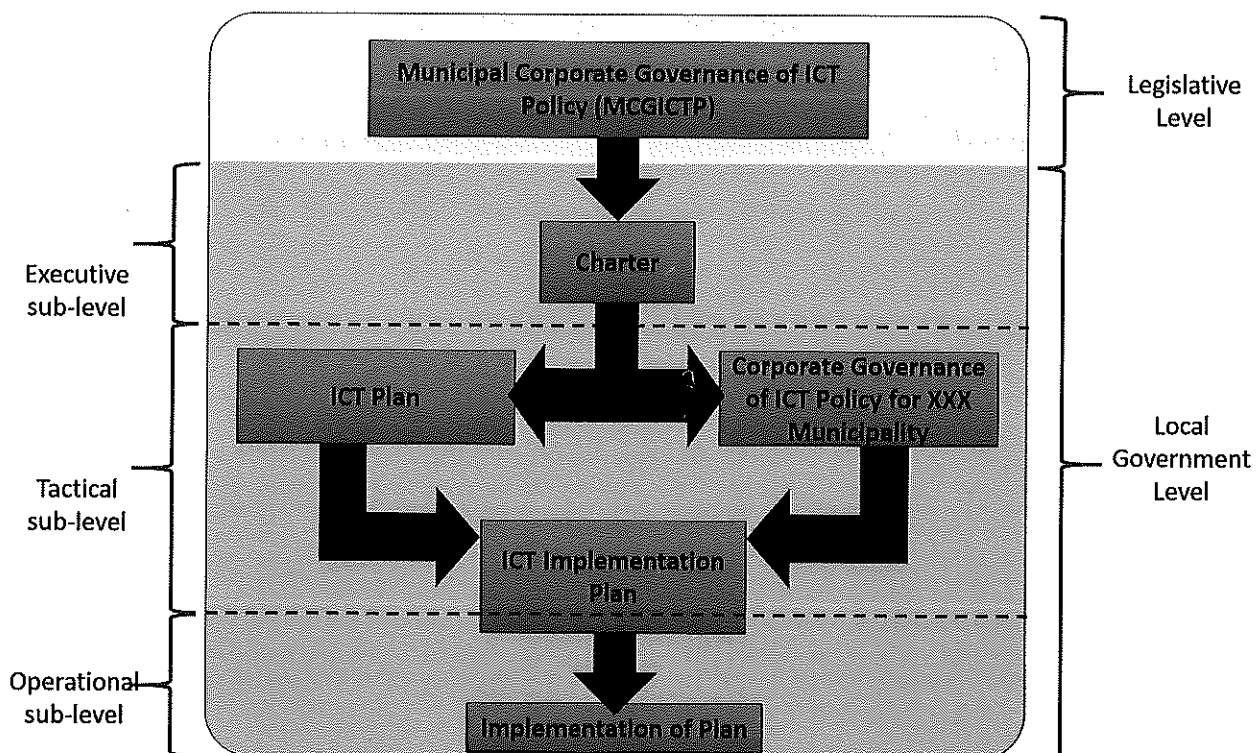 Municipal Corporate Governance of ICT
Policy (MCGICTP)
Legislative
Level
Charter
Executive
sub-level
ICT Plan
Corporate Governance
of ICT Policy for XXX
Municipality
Local
Government
Level
Tactical
sub-level
ICT Implementation
Plan
Operational
sub-level
Implementation of Plan